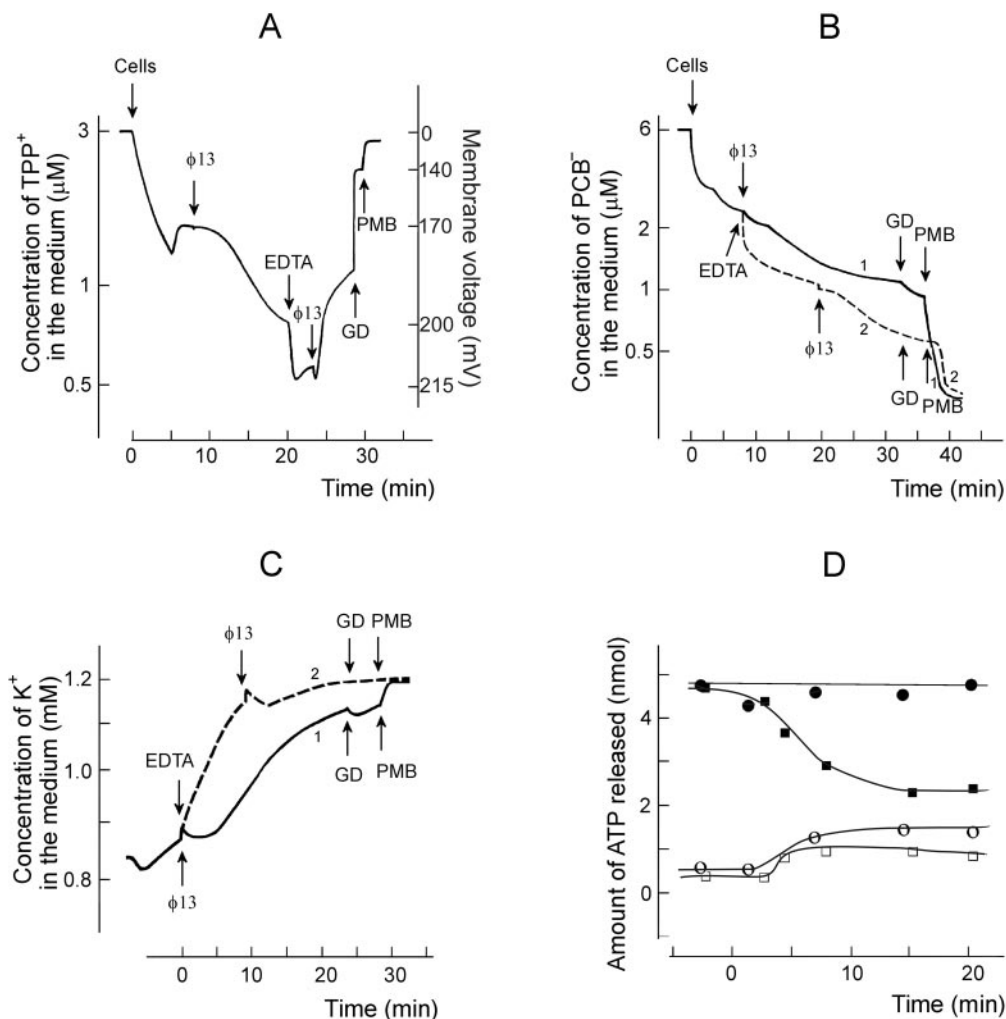 A
Cells
Concentration of TPP⁺
in the medium (μM)
3
1
0.5
ϕ13
EDTA
ϕ13
GD
PMB
0
140
170
200
215
Membrane voltage (mV)
0
10
20
30
Time (min)
B
Cells
Concentration of PCB⁻
in the medium (μM)
6
2
1
0.5
ϕ13
EDTA
1
GD
PMB
ϕ13
2
GD
PMB
1
2
0
10
20
30
40
Time (min)
C
Concentration of K⁺
in the medium (mM)
1.2
1.0
0.8
EDTA
ϕ13
ϕ13
2
GD
PMB
1
GD
PMB
0
10
20
30
Time (min)
D
Amount of ATP released (nmol)
4
2
0
0
10
20
Time (min)